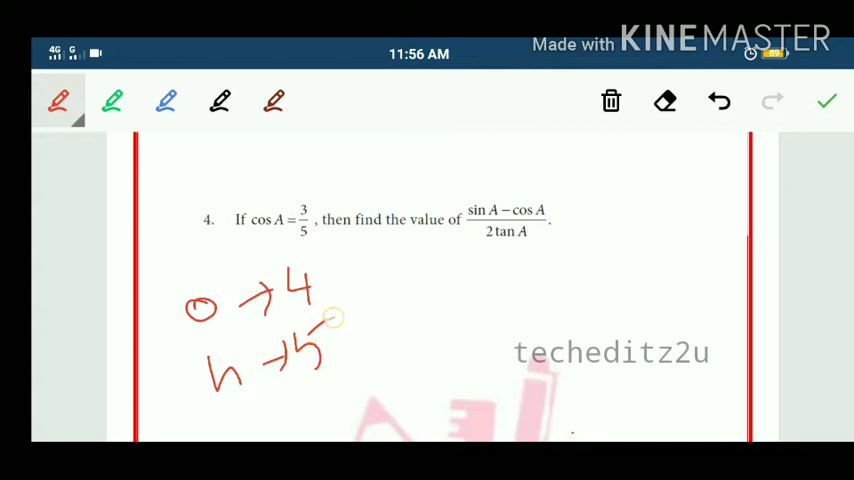 4G G 11:56 AM 89
Made with KINEMASTER
4. If cos A = 3/5 , then find the value of (sin A − cos A)/(2 tan A).
o → 4
h → 5
techeditz2u